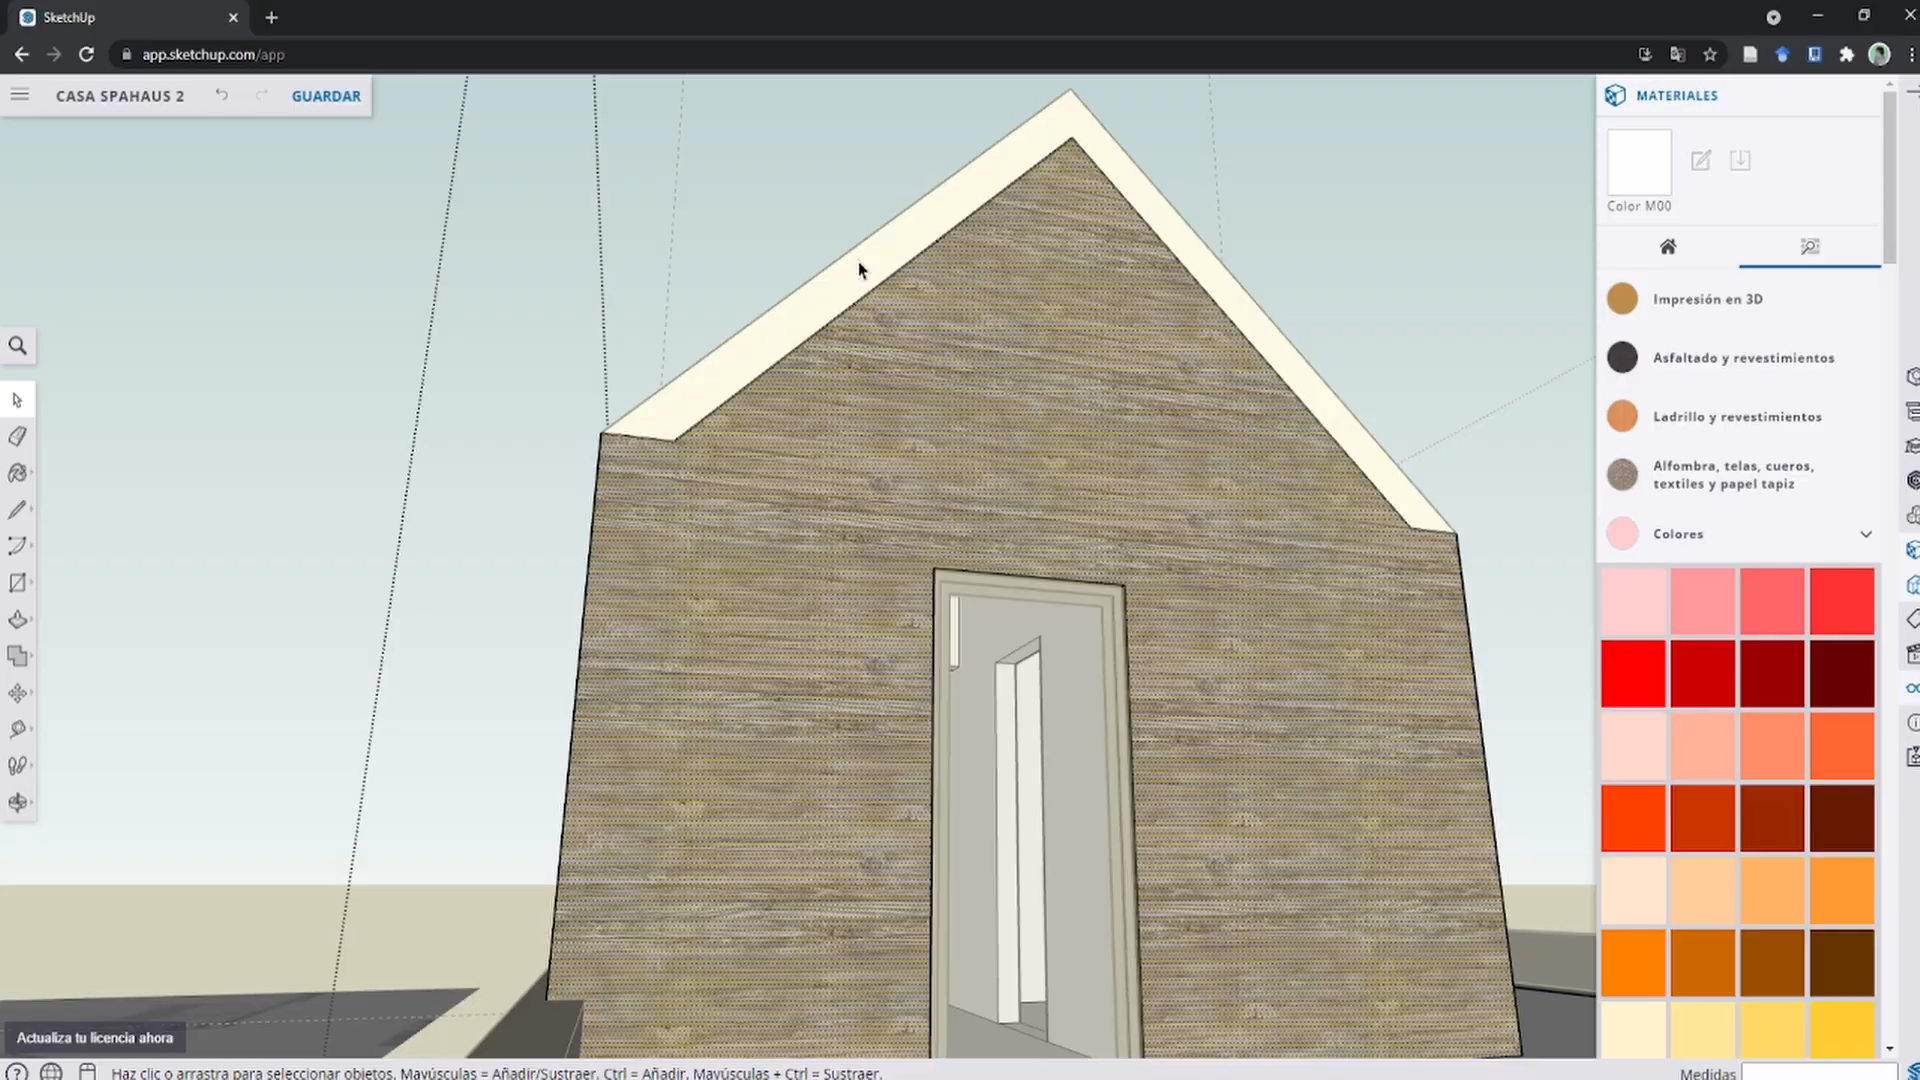 SketchUp
app.sketchup.com/app
CASA SPAHAUS 2
GUARDAR
MATERIALES
Color M00
Impresión en 3D
Asfaltado y revestimientos
Ladrillo y revestimientos
Alfombra, telas, cueros,
textiles y papel tapiz
Colores
Actualiza tu licencia ahora
Haz clic o arrastra para seleccionar objetos. Mayúsculas = Añadir/Sustraer. Ctrl = Añadir. Mayúsculas + Ctrl = Sustraer.
Medidas